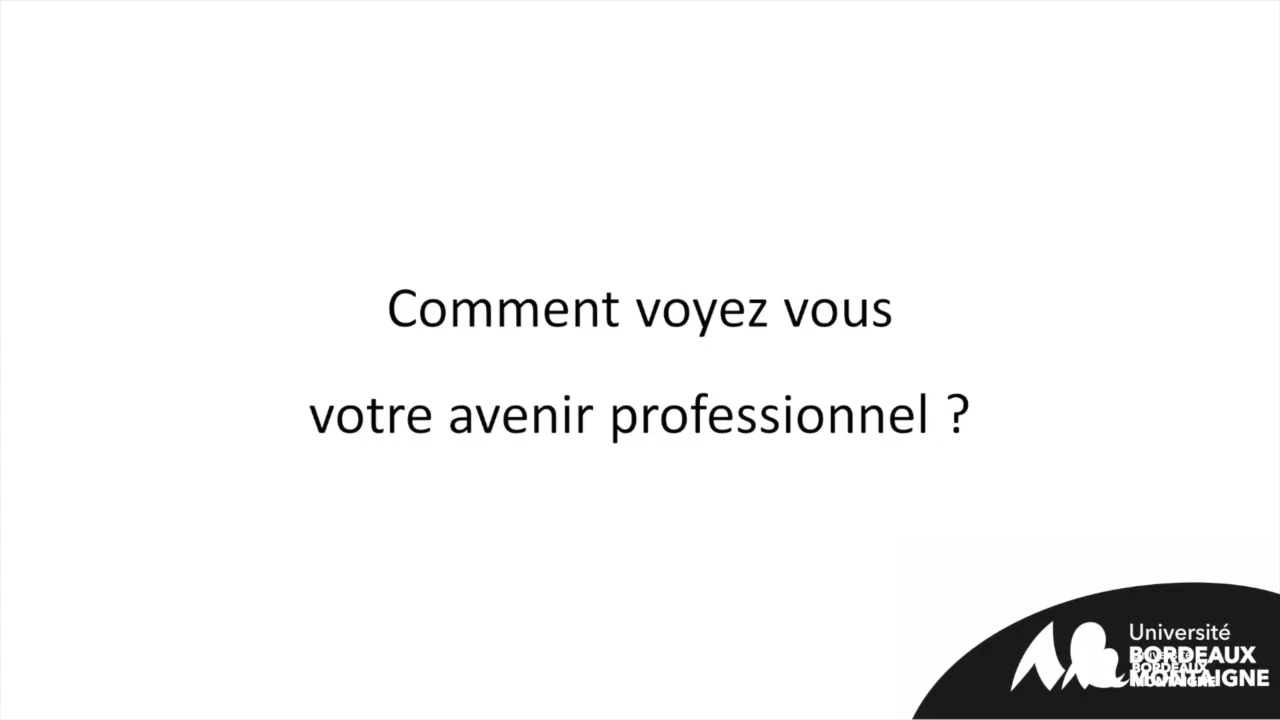 Comment voyez vous
votre avenir professionnel ?
Université
BORDEAUX
MONTAIGNE